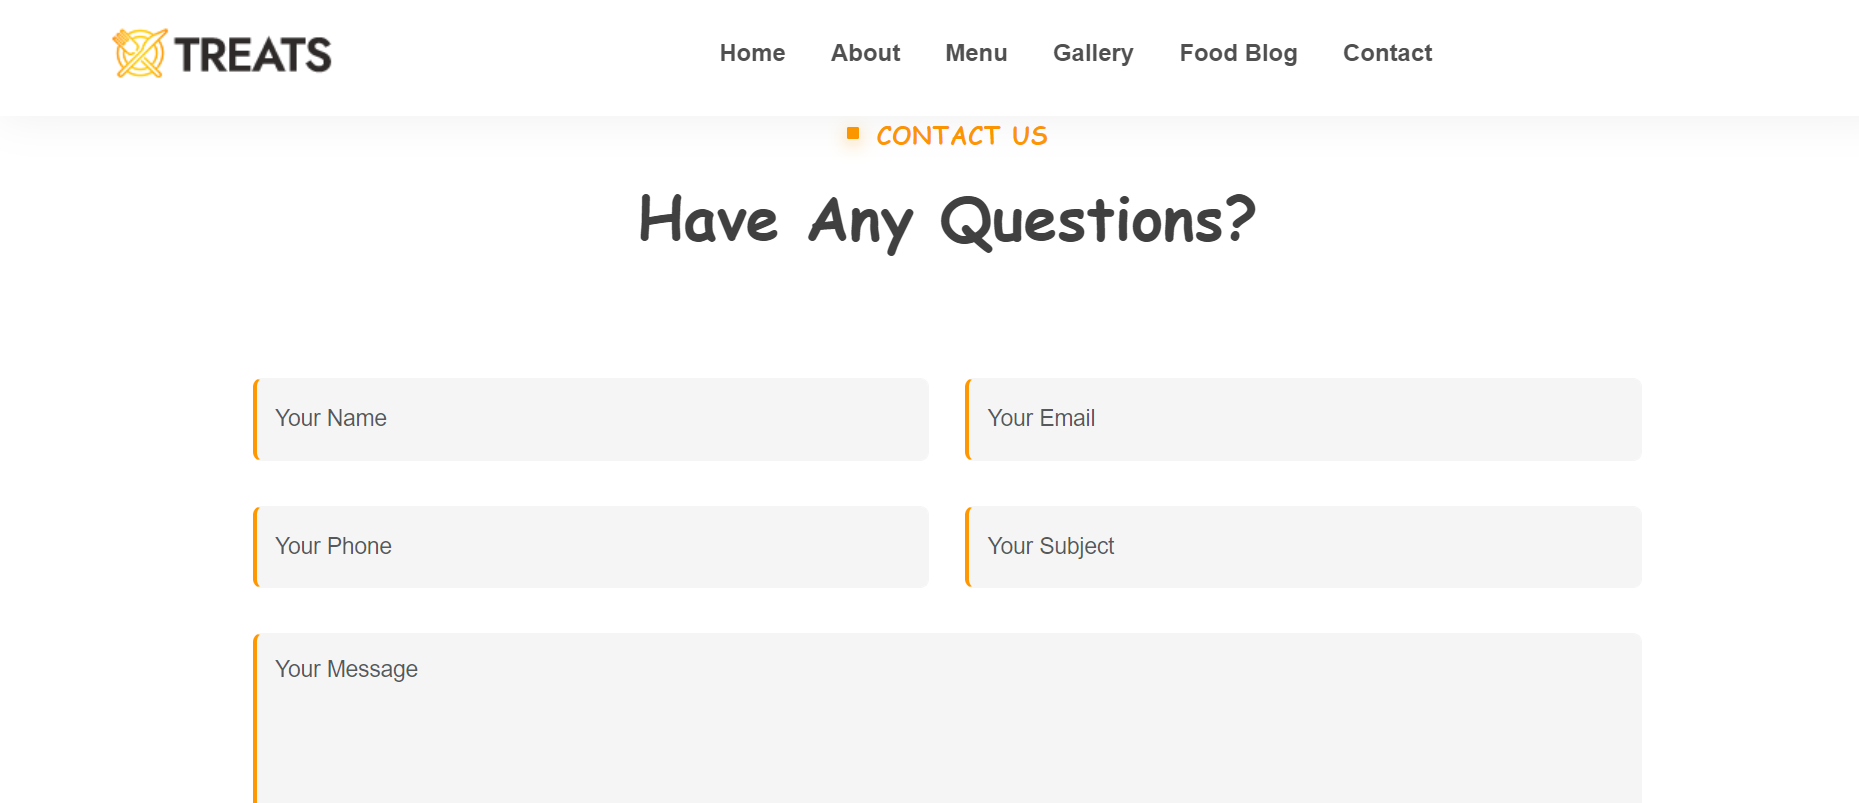 TREATS
Home About Menu Gallery Food Blog Contact
CONTACT US
Have Any Questions?
Your Name Your Email
Your Phone Your Subject
Your Message